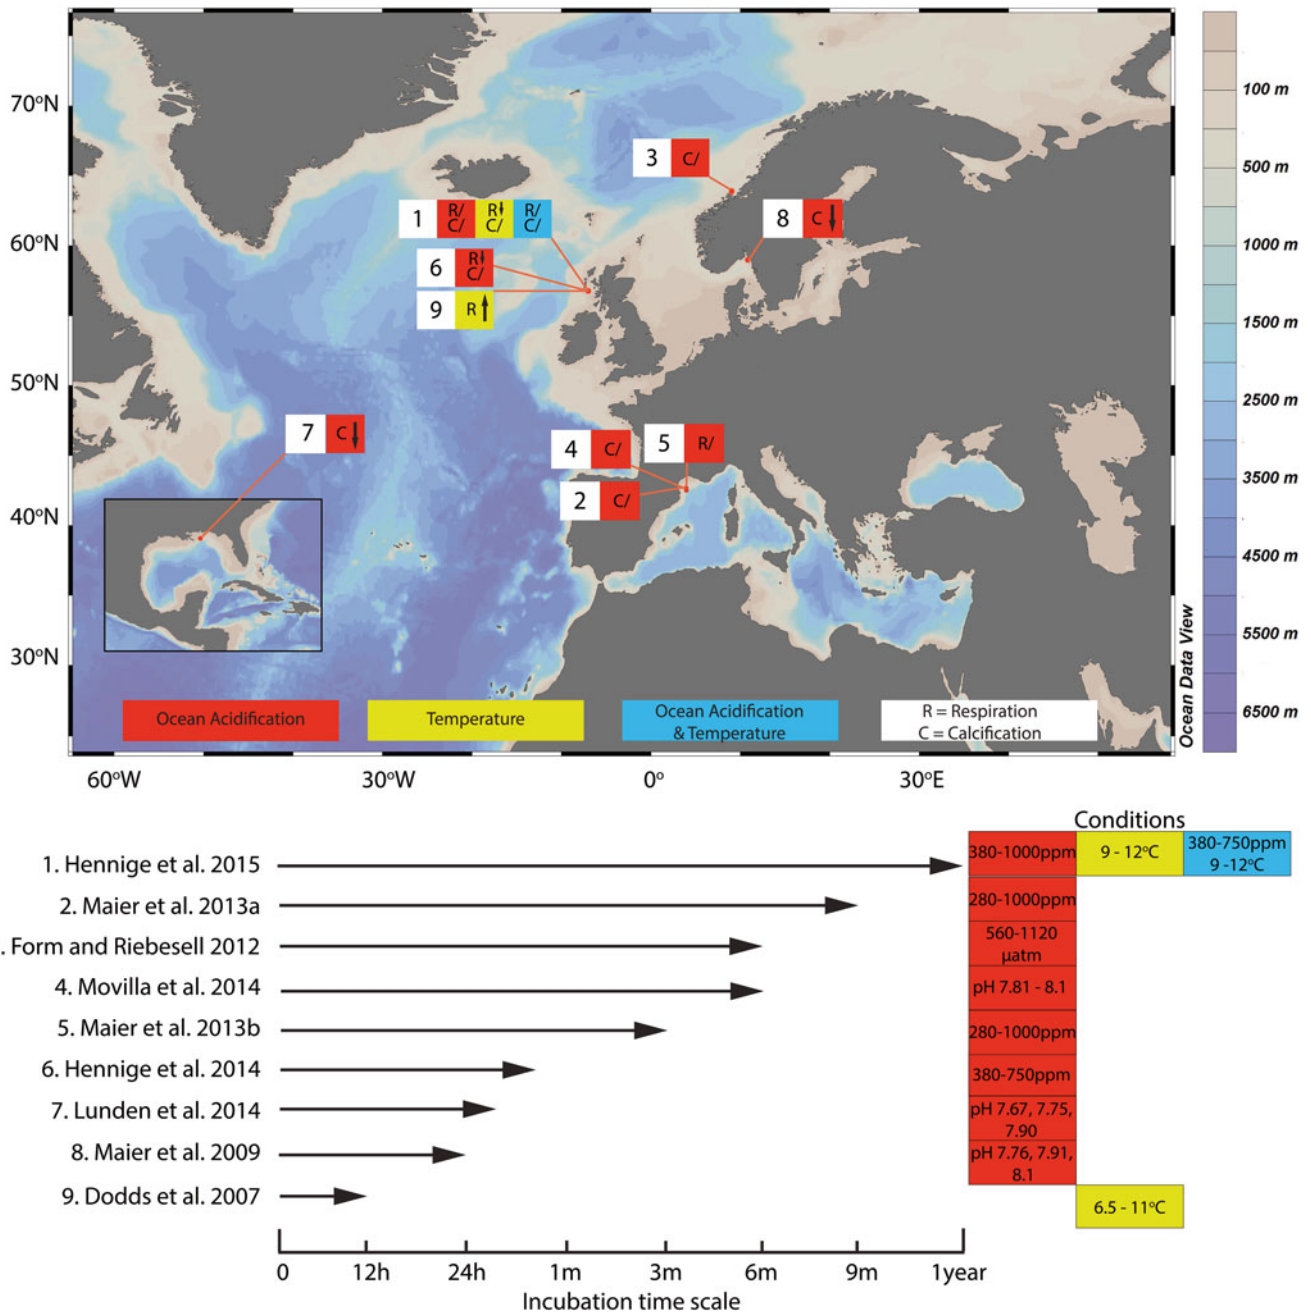 70°N
60°N
50°N
40°N
30°N
60°W
30°W
0°
30°E
3 C/
1 R/ C/ R C/ R/ C/
8 C
6 R C/
9 R
7 C
4 C/
5 R/
2 C/
Ocean Acidification
Temperature
Ocean Acidification
& Temperature
R = Respiration
C = Calcification
100 m
500 m
1000 m
1500 m
2500 m
3500 m
4500 m
5500 m
6500 m
Ocean Data View
Conditions
1. Hennige et al. 2015
380-1000ppm
9 - 12°C
380-750ppm
9 -12°C
2. Maier et al. 2013a
280-1000ppm
. Form and Riebesell 2012
560-1120
µatm
4. Movilla et al. 2014
pH 7.81 - 8.1
5. Maier et al. 2013b
280-1000ppm
6. Hennige et al. 2014
380-750ppm
7. Lunden et al. 2014
pH 7.67, 7.75,
7.90
8. Maier et al. 2009
pH 7.76, 7.91,
8.1
9. Dodds et al. 2007
6.5 - 11°C
0 12h 24h 1m 3m 6m 9m 1year
Incubation time scale